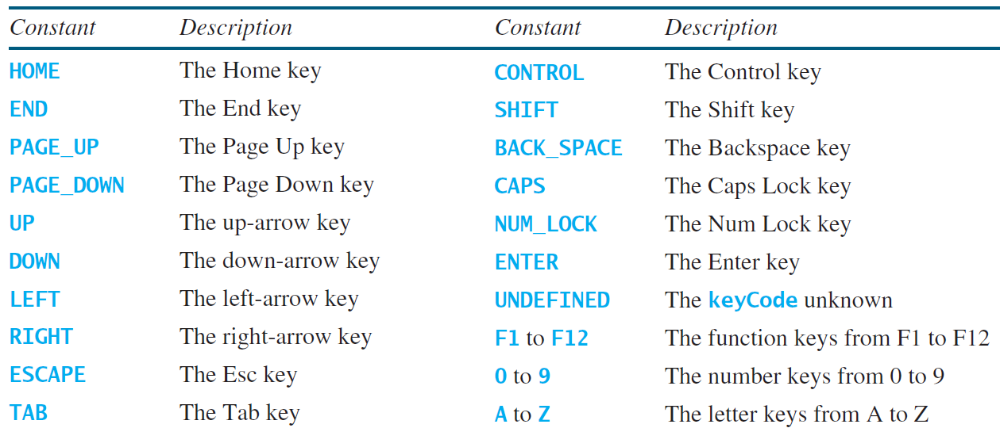 Constant Description Constant Description
HOME The Home key CONTROL The Control key
END The End key SHIFT The Shift key
PAGE_UP The Page Up key BACK_SPACE The Backspace key
PAGE_DOWN The Page Down key CAPS The Caps Lock key
UP The up-arrow key NUM_LOCK The Num Lock key
DOWN The down-arrow key ENTER The Enter key
LEFT The left-arrow key UNDEFINED The keyCode unknown
RIGHT The right-arrow key F1 to F12 The function keys from F1 to F12
ESCAPE The Esc key 0 to 9 The number keys from 0 to 9
TAB The Tab key A to Z The letter keys from A to Z